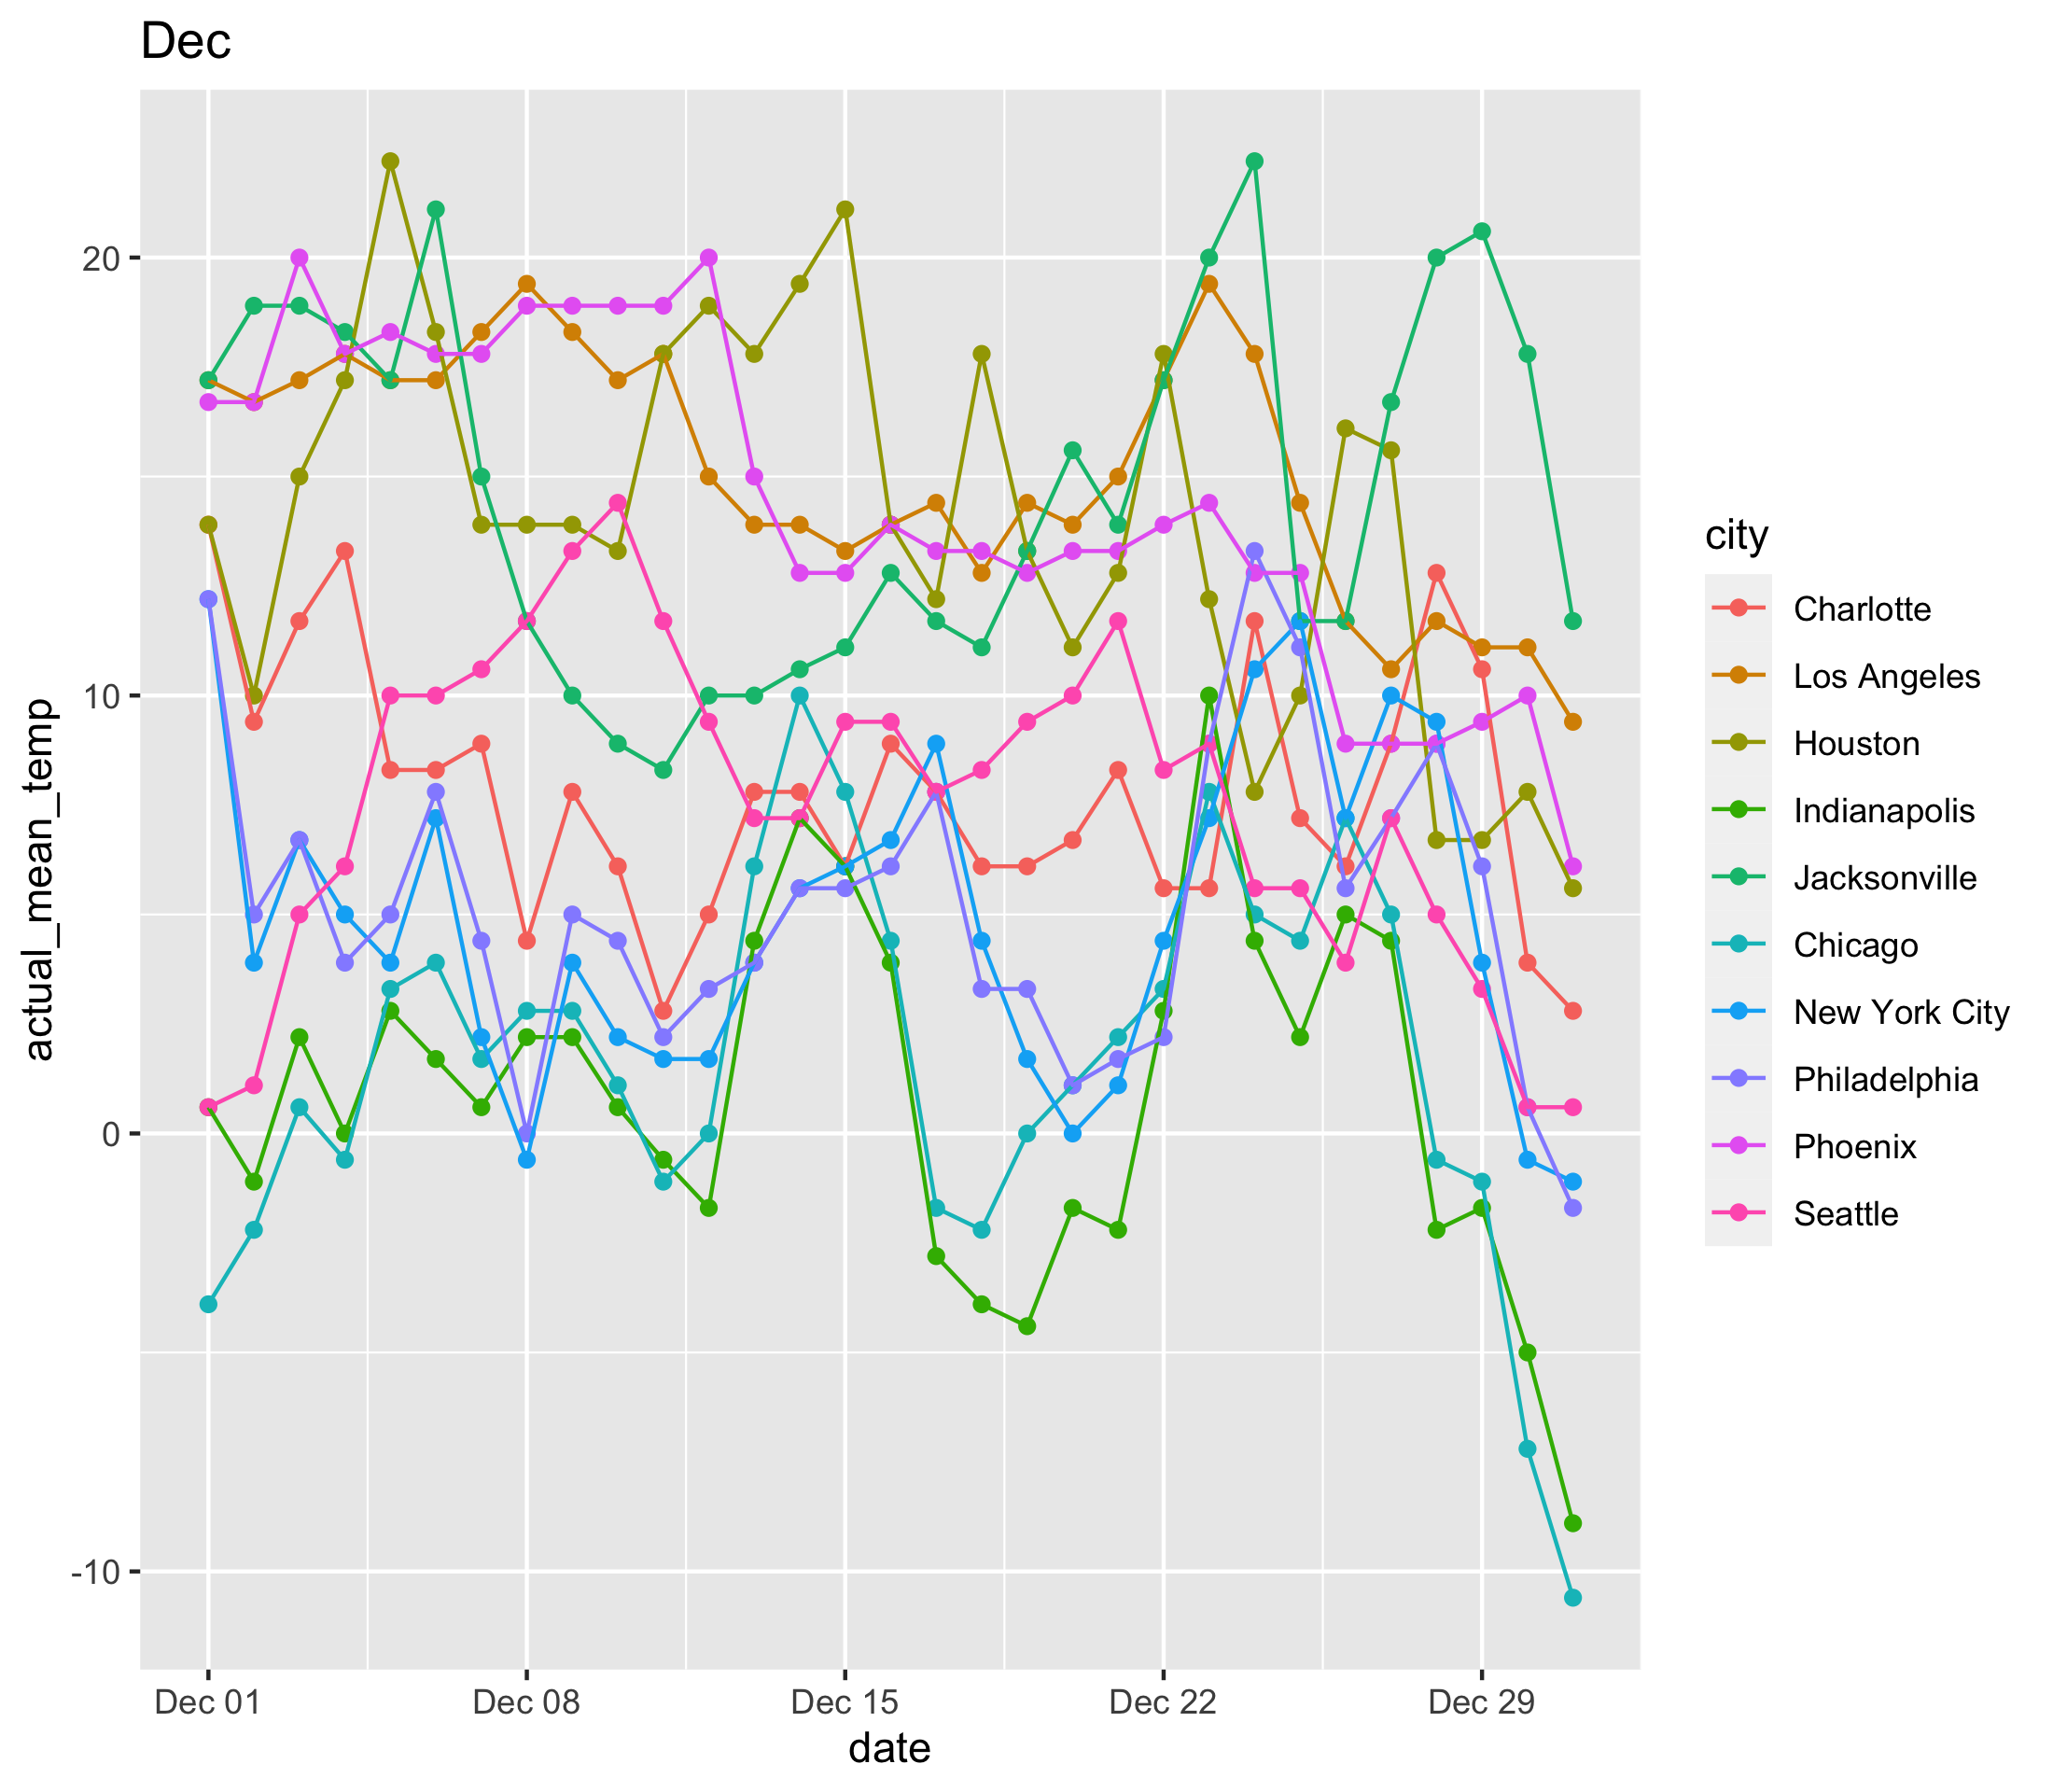 Dec
actual_mean_temp
20
10
0
-10
Dec 01
Dec 08
Dec 15
Dec 22
Dec 29
date
city
Charlotte
Los Angeles
Houston
Indianapolis
Jacksonville
Chicago
New York City
Philadelphia
Phoenix
Seattle